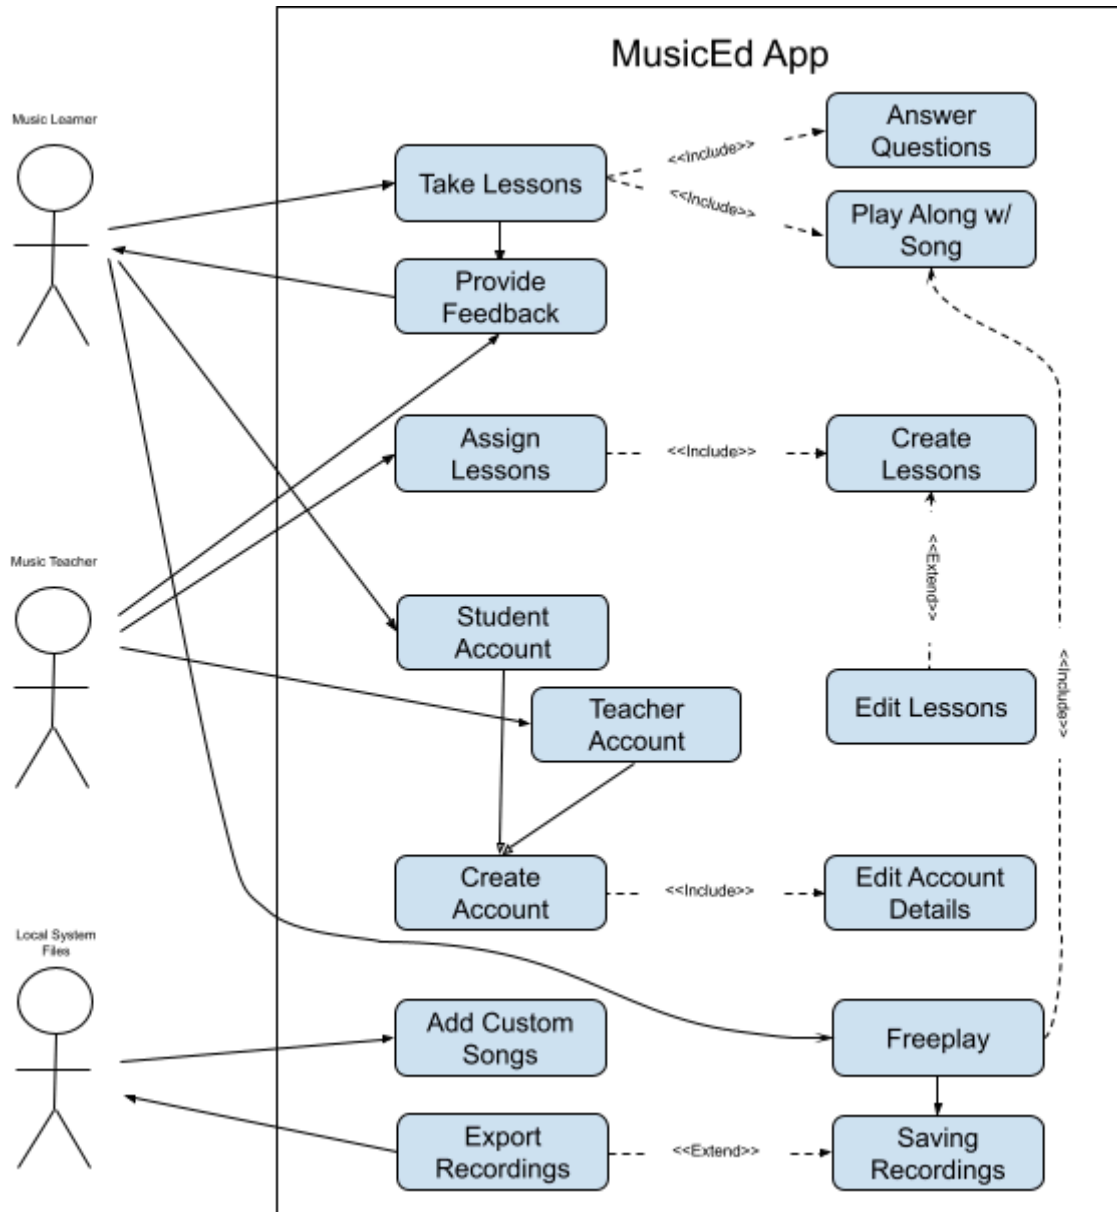 MusicEd App
Music Learner
Answer
Questions
<<Include>>
Take Lessons
<<Include>>
Play Along w/
Song
Provide
Feedback
Assign
Lessons
<<Include>>
Create
Lessons
Music Teacher
<<Extend>>
Student
Account
<<Include>>
Teacher
Account
Edit Lessons
Create
Account
<<Include>>
Edit Account
Details
Local System
Files
Add Custom
Songs
Freeplay
Export
Recordings
<<Extend>>
Saving
Recordings